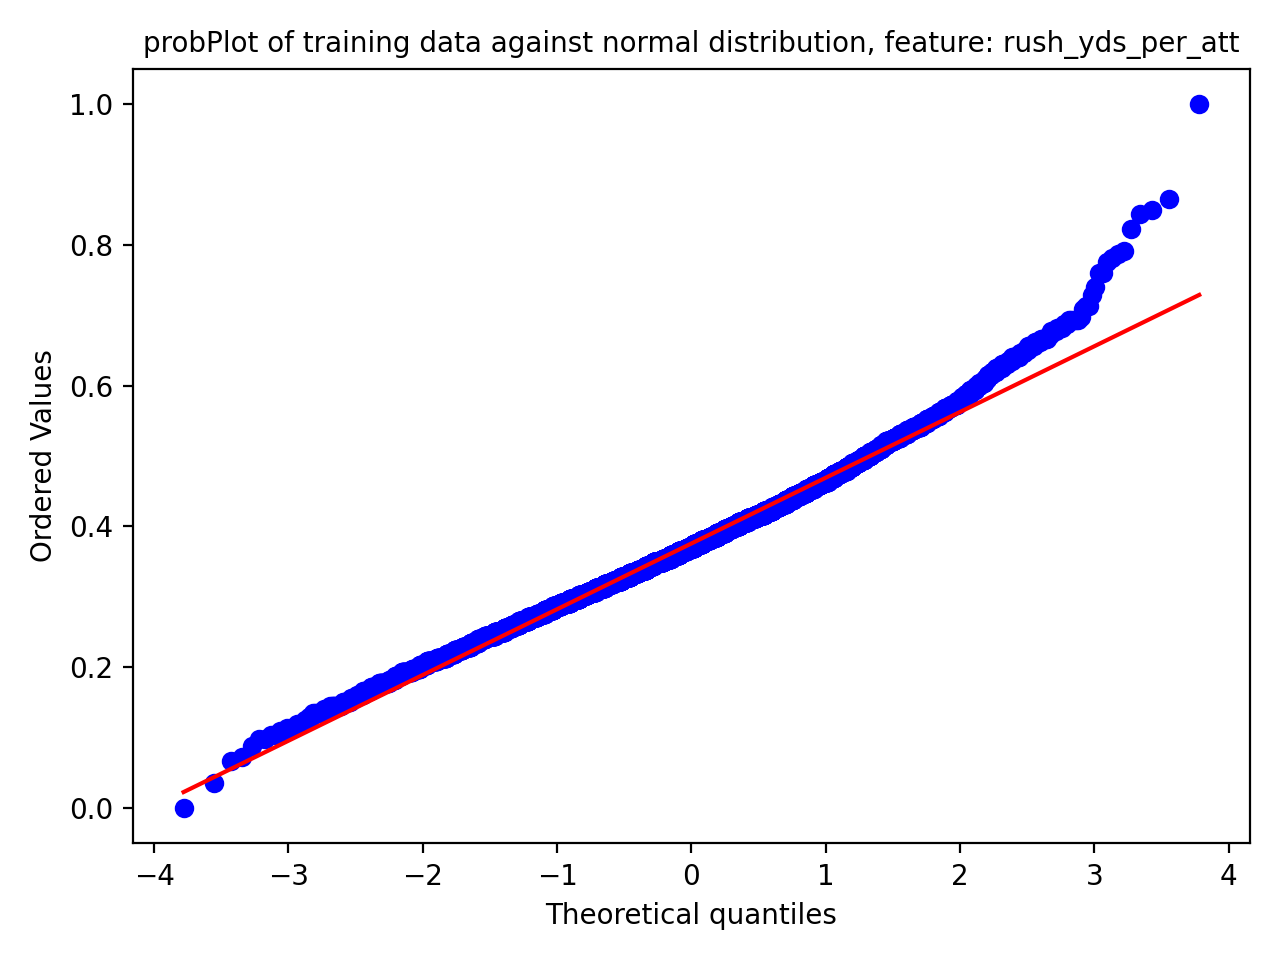 probPlot of training data against normal distribution, feature: rush_yds_per_att
1.0
0.8
0.6
0.4
0.2
0.0
Ordered Values
−4 −3 −2 −1 0 1 2 3 4
Theoretical quantiles